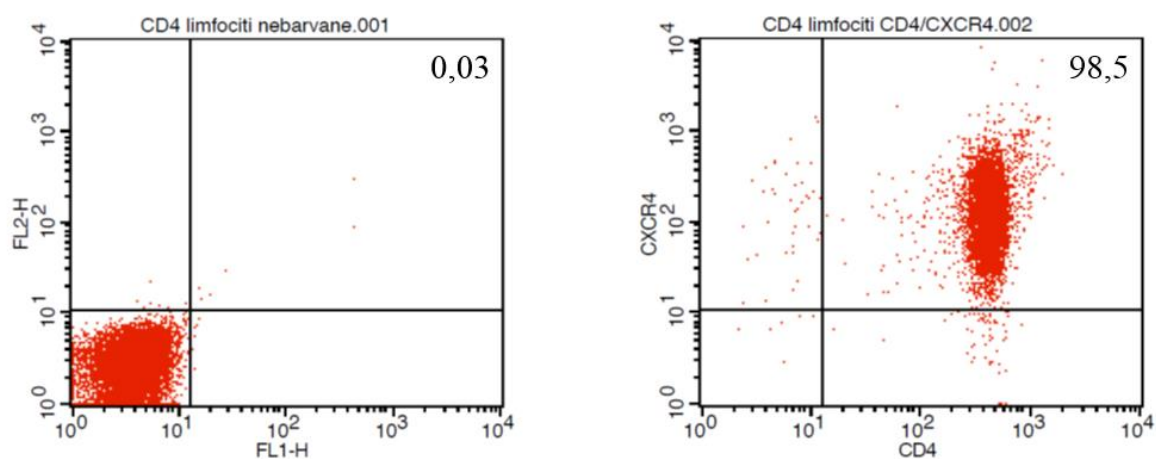 CD4 limfociti nebarvane.001
0,03
10^4
10^3
10^2
10^1
10^0
FL2-H
10^0 10^1 10^2 10^3 10^4
FL1-H
CD4 limfociti CD4/CXCR4.002
98,5
10^4
10^3
10^2
10^1
10^0
CXCR4
10^0 10^1 10^2 10^3 10^4
CD4